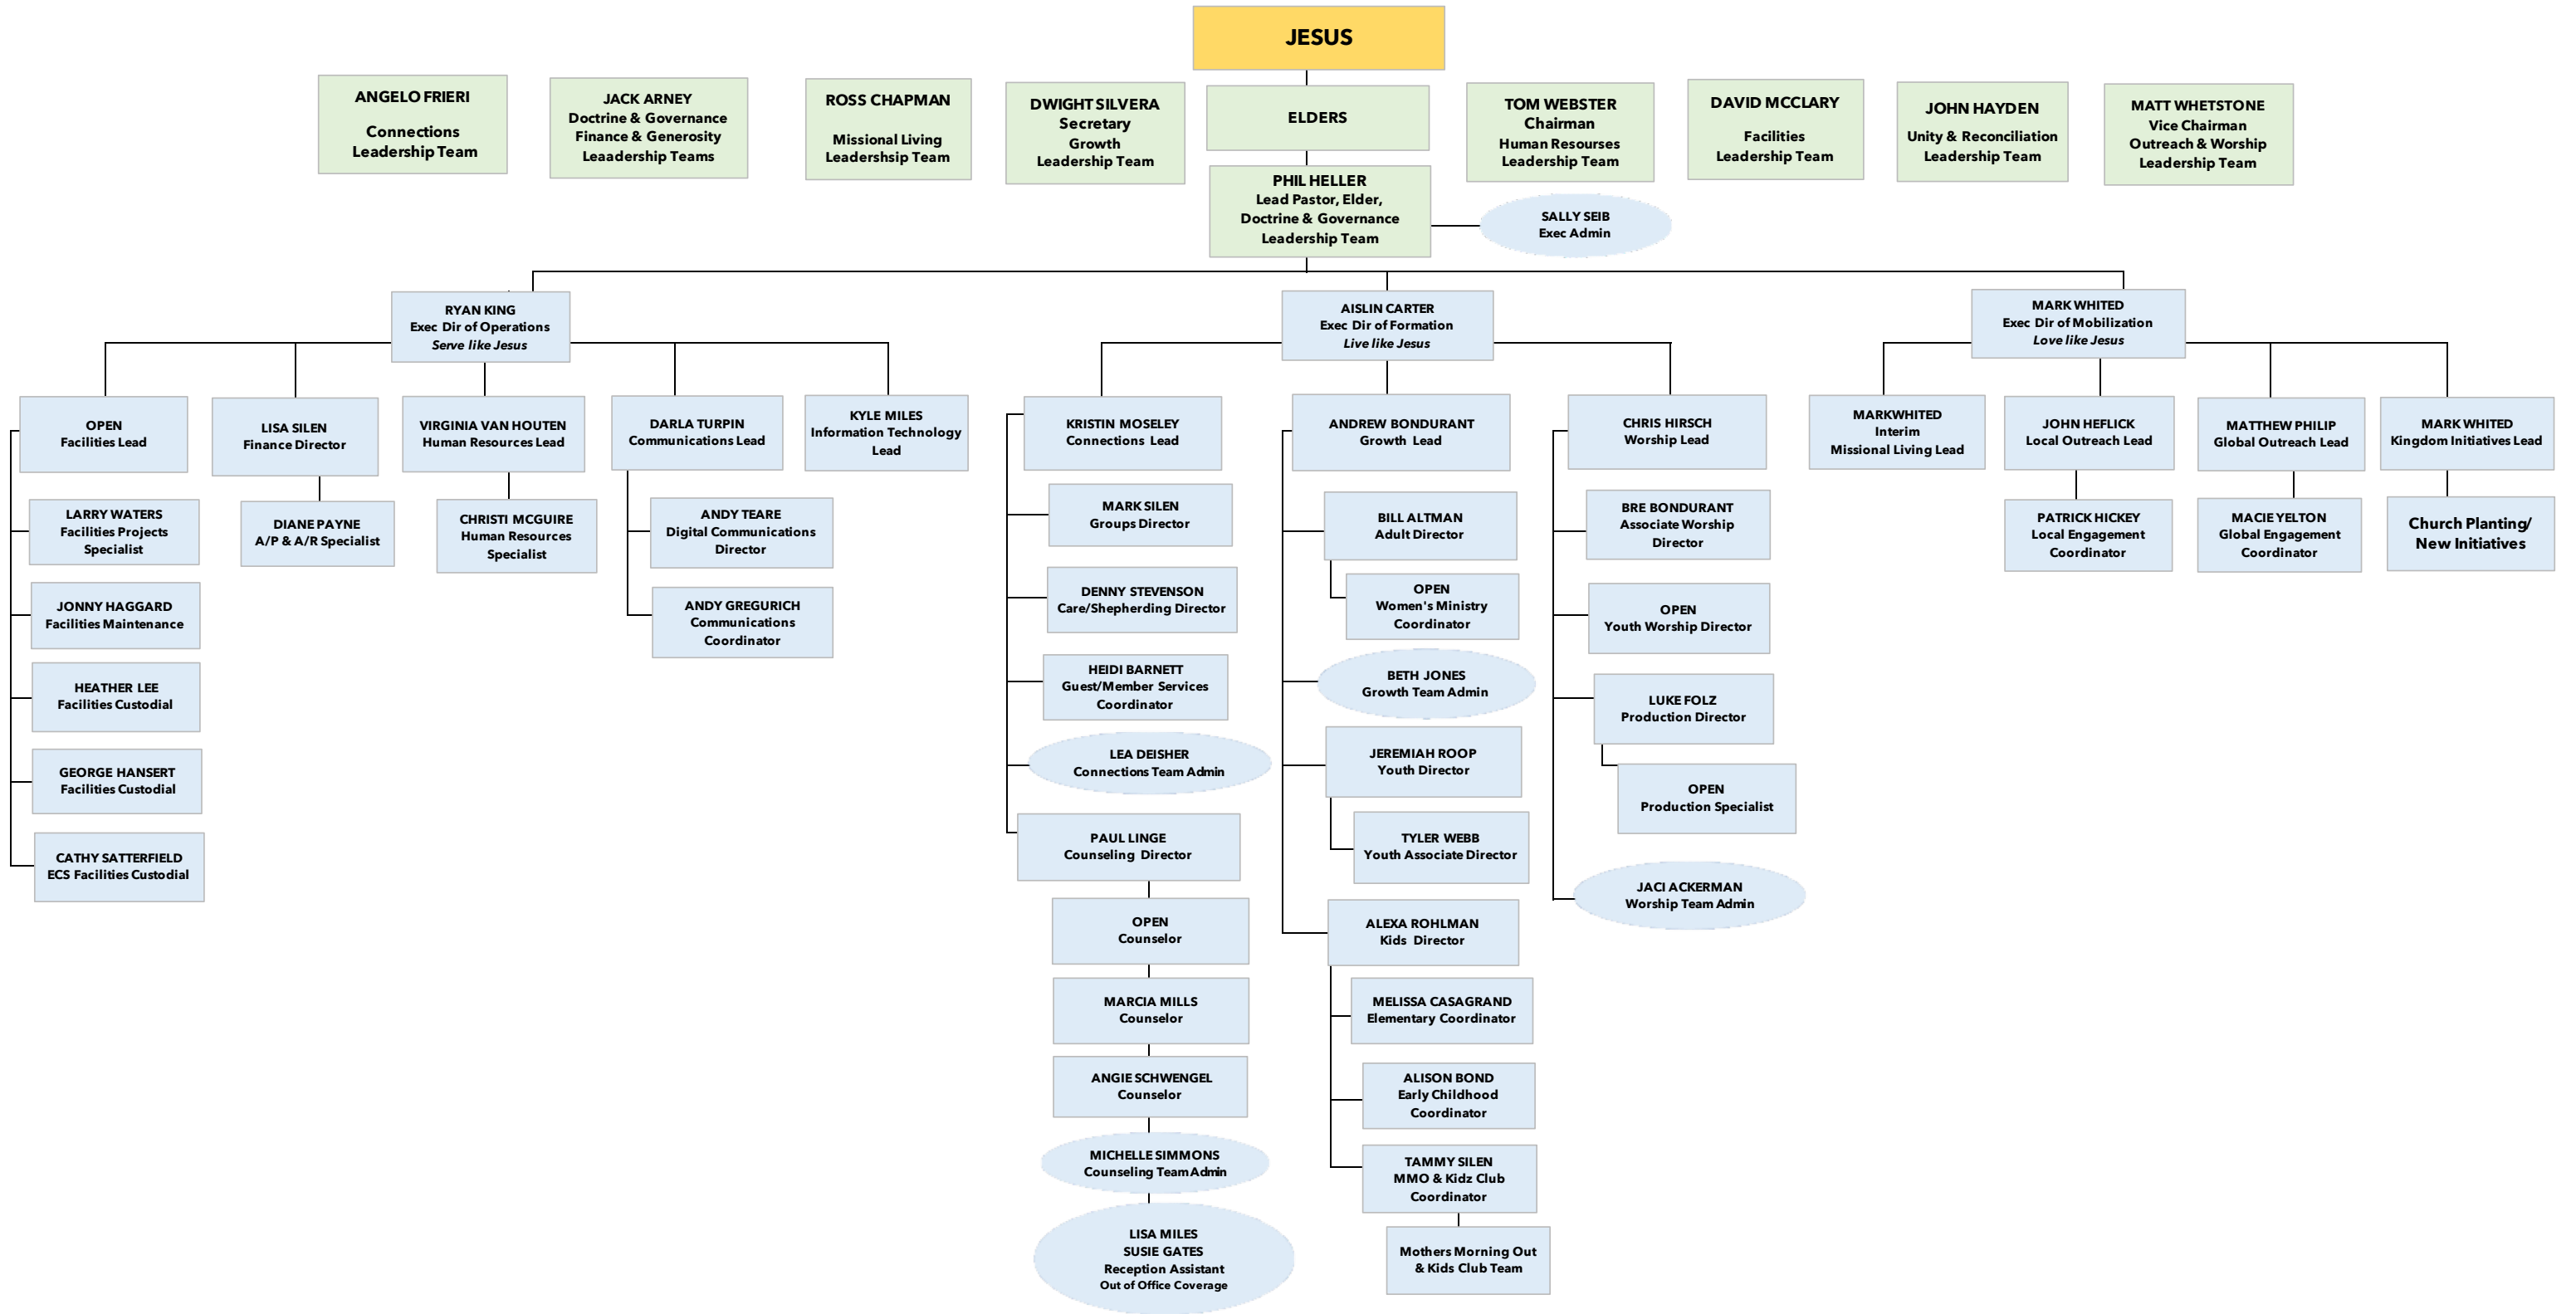 JESUS
ANGELO FRIERI
Connections
Leadership Team
JACK ARNEY
Doctrine & Governance
Finance & Generosity
Leaadership Teams
ROSS CHAPMAN
Missional Living
Leadershsip Team
DWIGHT SILVERA
Secretary
Growth
Leadership Team
ELDERS
TOM WEBSTER
Chairman
Human Resourses
Leadership Team
DAVID MCCLARY
Facilities
Leadership Team
JOHN HAYDEN
Unity & Reconciliation
Leadership Team
MATT WHETSTONE
Vice Chairman
Outreach & Worship
Leadership Team
PHIL HELLER
Lead Pastor, Elder,
Doctrine & Governance
Leadership Team
SALLY SEIB
Exec Admin
RYAN KING
Exec Dir of Operations
Serve like Jesus
AISLIN CARTER
Exec Dir of Formation
Live like Jesus
MARK WHITED
Exec Dir of Mobilization
Love like Jesus
OPEN
Facilities Lead
LISA SILEN
Finance Director
VIRGINIA VAN HOUTEN
Human Resources Lead
DARLA TURPIN
Communications Lead
KYLE MILES
Information Technology
Lead
KRISTIN MOSELEY
Connections Lead
ANDREW BONDURANT
Growth Lead
CHRIS HIRSCH
Worship Lead
MARKWHITED
Interim
Missional Living Lead
JOHN HEFLICK
Local Outreach Lead
MATTHEW PHILIP
Global Outreach Lead
MARK WHITED
Kingdom Initiatives Lead
LARRY WATERS
Facilities Projects
Specialist
DIANE PAYNE
A/P & A/R Specialist
CHRISTI MCGUIRE
Human Resources
Specialist
ANDY TEARE
Digital Communications
Director
MARK SILEN
Groups Director
BILL ALTMAN
Adult Director
BRE BONDURANT
Associate Worship
Director
PATRICK HICKEY
Local Engagement
Coordinator
MACIE YELTON
Global Engagement
Coordinator
Church Planting/
New Initiatives
JONNY HAGGARD
Facilities Maintenance
ANDY GREGURICH
Communications
Coordinator
DENNY STEVENSON
Care/Shepherding Director
OPEN
Women's Ministry
Coordinator
OPEN
Youth Worship Director
HEATHER LEE
Facilities Custodial
HEIDI BARNETT
Guest/Member Services
Coordinator
BETH JONES
Growth Team Admin
LUKE FOLZ
Production Director
GEORGE HANSERT
Facilities Custodial
LEA DEISHER
Connections Team Admin
JEREMIAH ROOP
Youth Director
OPEN
Production Specialist
CATHY SATTERFIELD
ECS Facilities Custodial
PAUL LINGE
Counseling Director
TYLER WEBB
Youth Associate Director
JACI ACKERMAN
Worship Team Admin
OPEN
Counselor
ALEXA ROHLMAN
Kids Director
MARCIA MILLS
Counselor
MELISSA CASAGRAND
Elementary Coordinator
ANGIE SCHWENGEL
Counselor
ALISON BOND
Early Childhood
Coordinator
MICHELLE SIMMONS
Counseling Team Admin
TAMMY SILEN
MMO & Kidz Club
Coordinator
LISA MILES
SUSIE GATES
Reception Assistant
Out of Office Coverage
Mothers Morning Out
& Kids Club Team